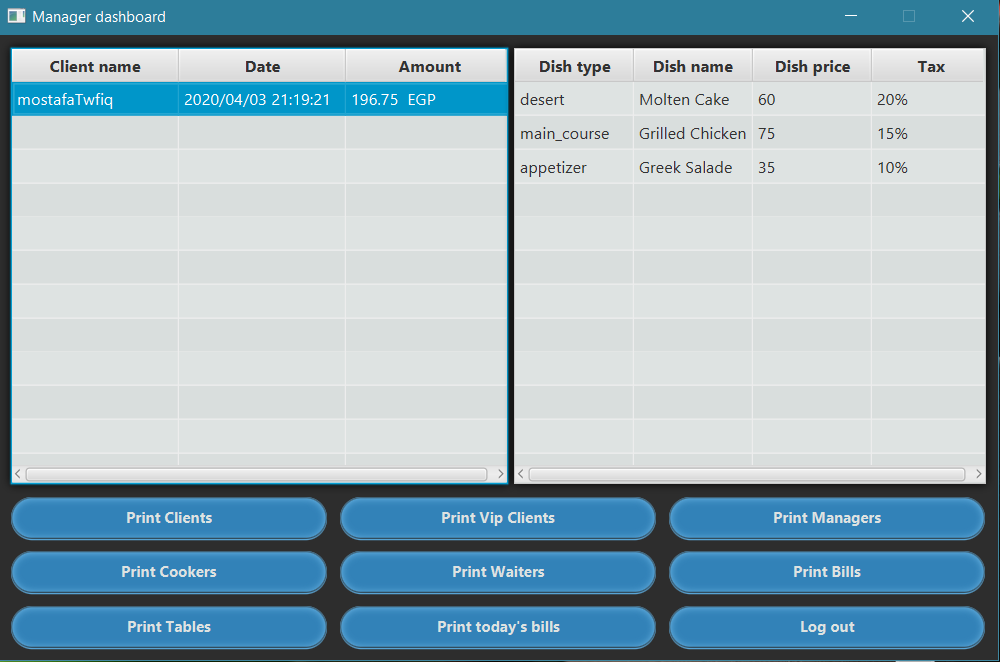 Manager dashboard
Client name Date Amount
mostafaTwfiq 2020/04/03 21:19:21 196.75 EGP
Dish type Dish name Dish price Tax
desert Molten Cake 60 20%
main_course Grilled Chicken 75 15%
appetizer Greek Salade 35 10%
Print Clients Print Vip Clients Print Managers
Print Cookers Print Waiters Print Bills
Print Tables Print today's bills Log out